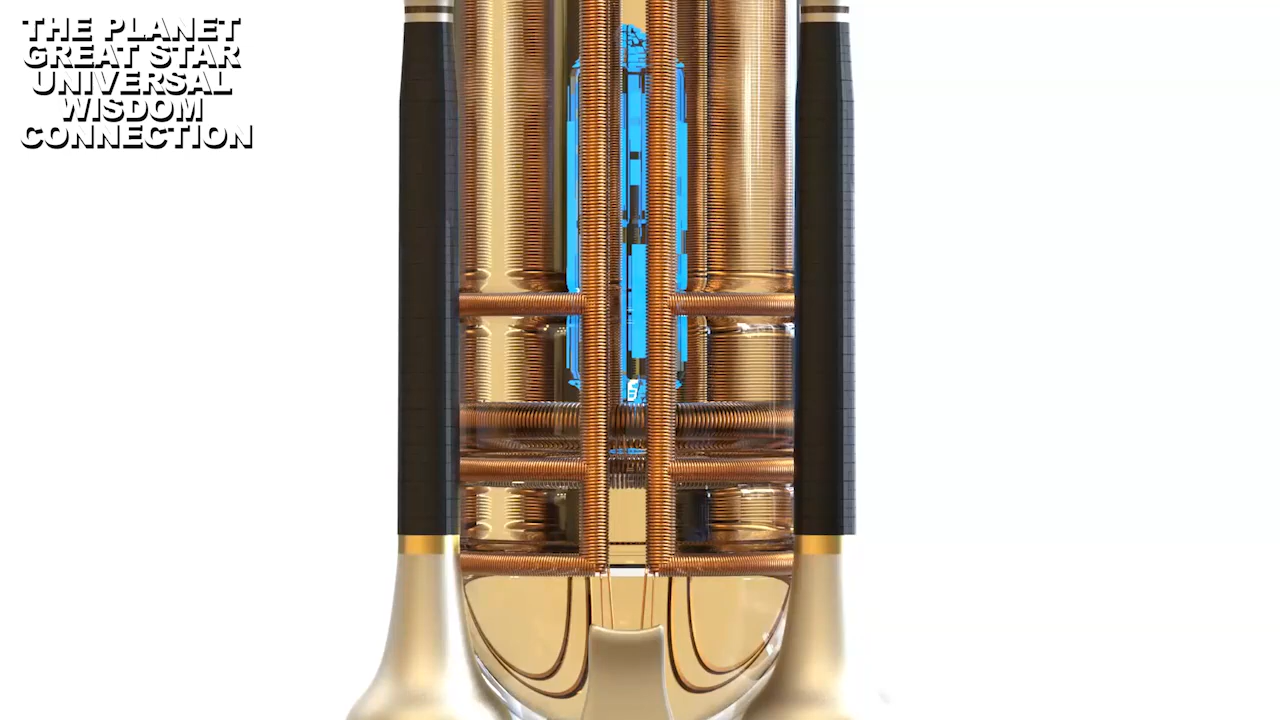 THE PLANET
GREAT STAR
UNIVERSAL
WISDOM
CONNECTION